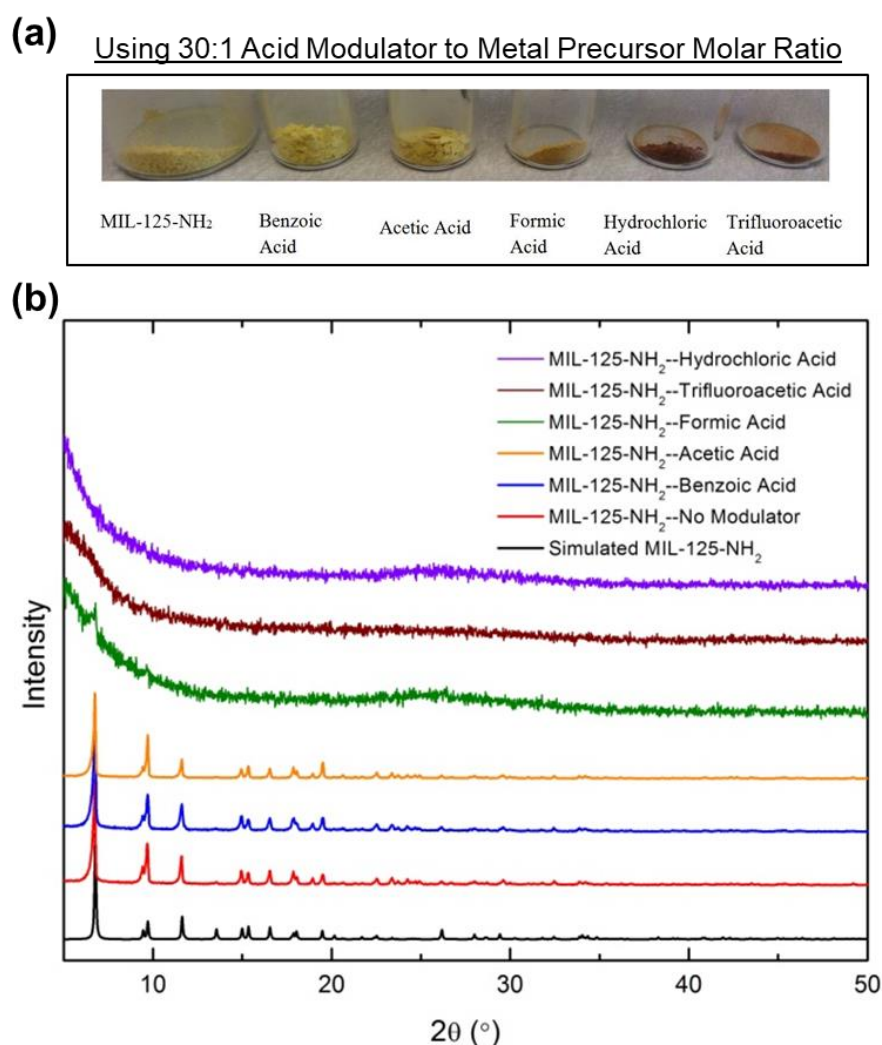 (a)
Using 30:1 Acid Modulator to Metal Precursor Molar Ratio
MIL-125-NH₂
Benzoic
Acid
Acetic Acid
Formic
Acid
Hydrochloric
Acid
Trifluoroacetic
Acid
(b)
MIL-125-NH₂--Hydrochloric Acid
MIL-125-NH₂--Trifluoroacetic Acid
MIL-125-NH₂--Formic Acid
MIL-125-NH₂--Acetic Acid
MIL-125-NH₂--Benzoic Acid
MIL-125-NH₂--No Modulator
Simulated MIL-125-NH₂
Intensity
10
20
30
40
50
2θ (°)